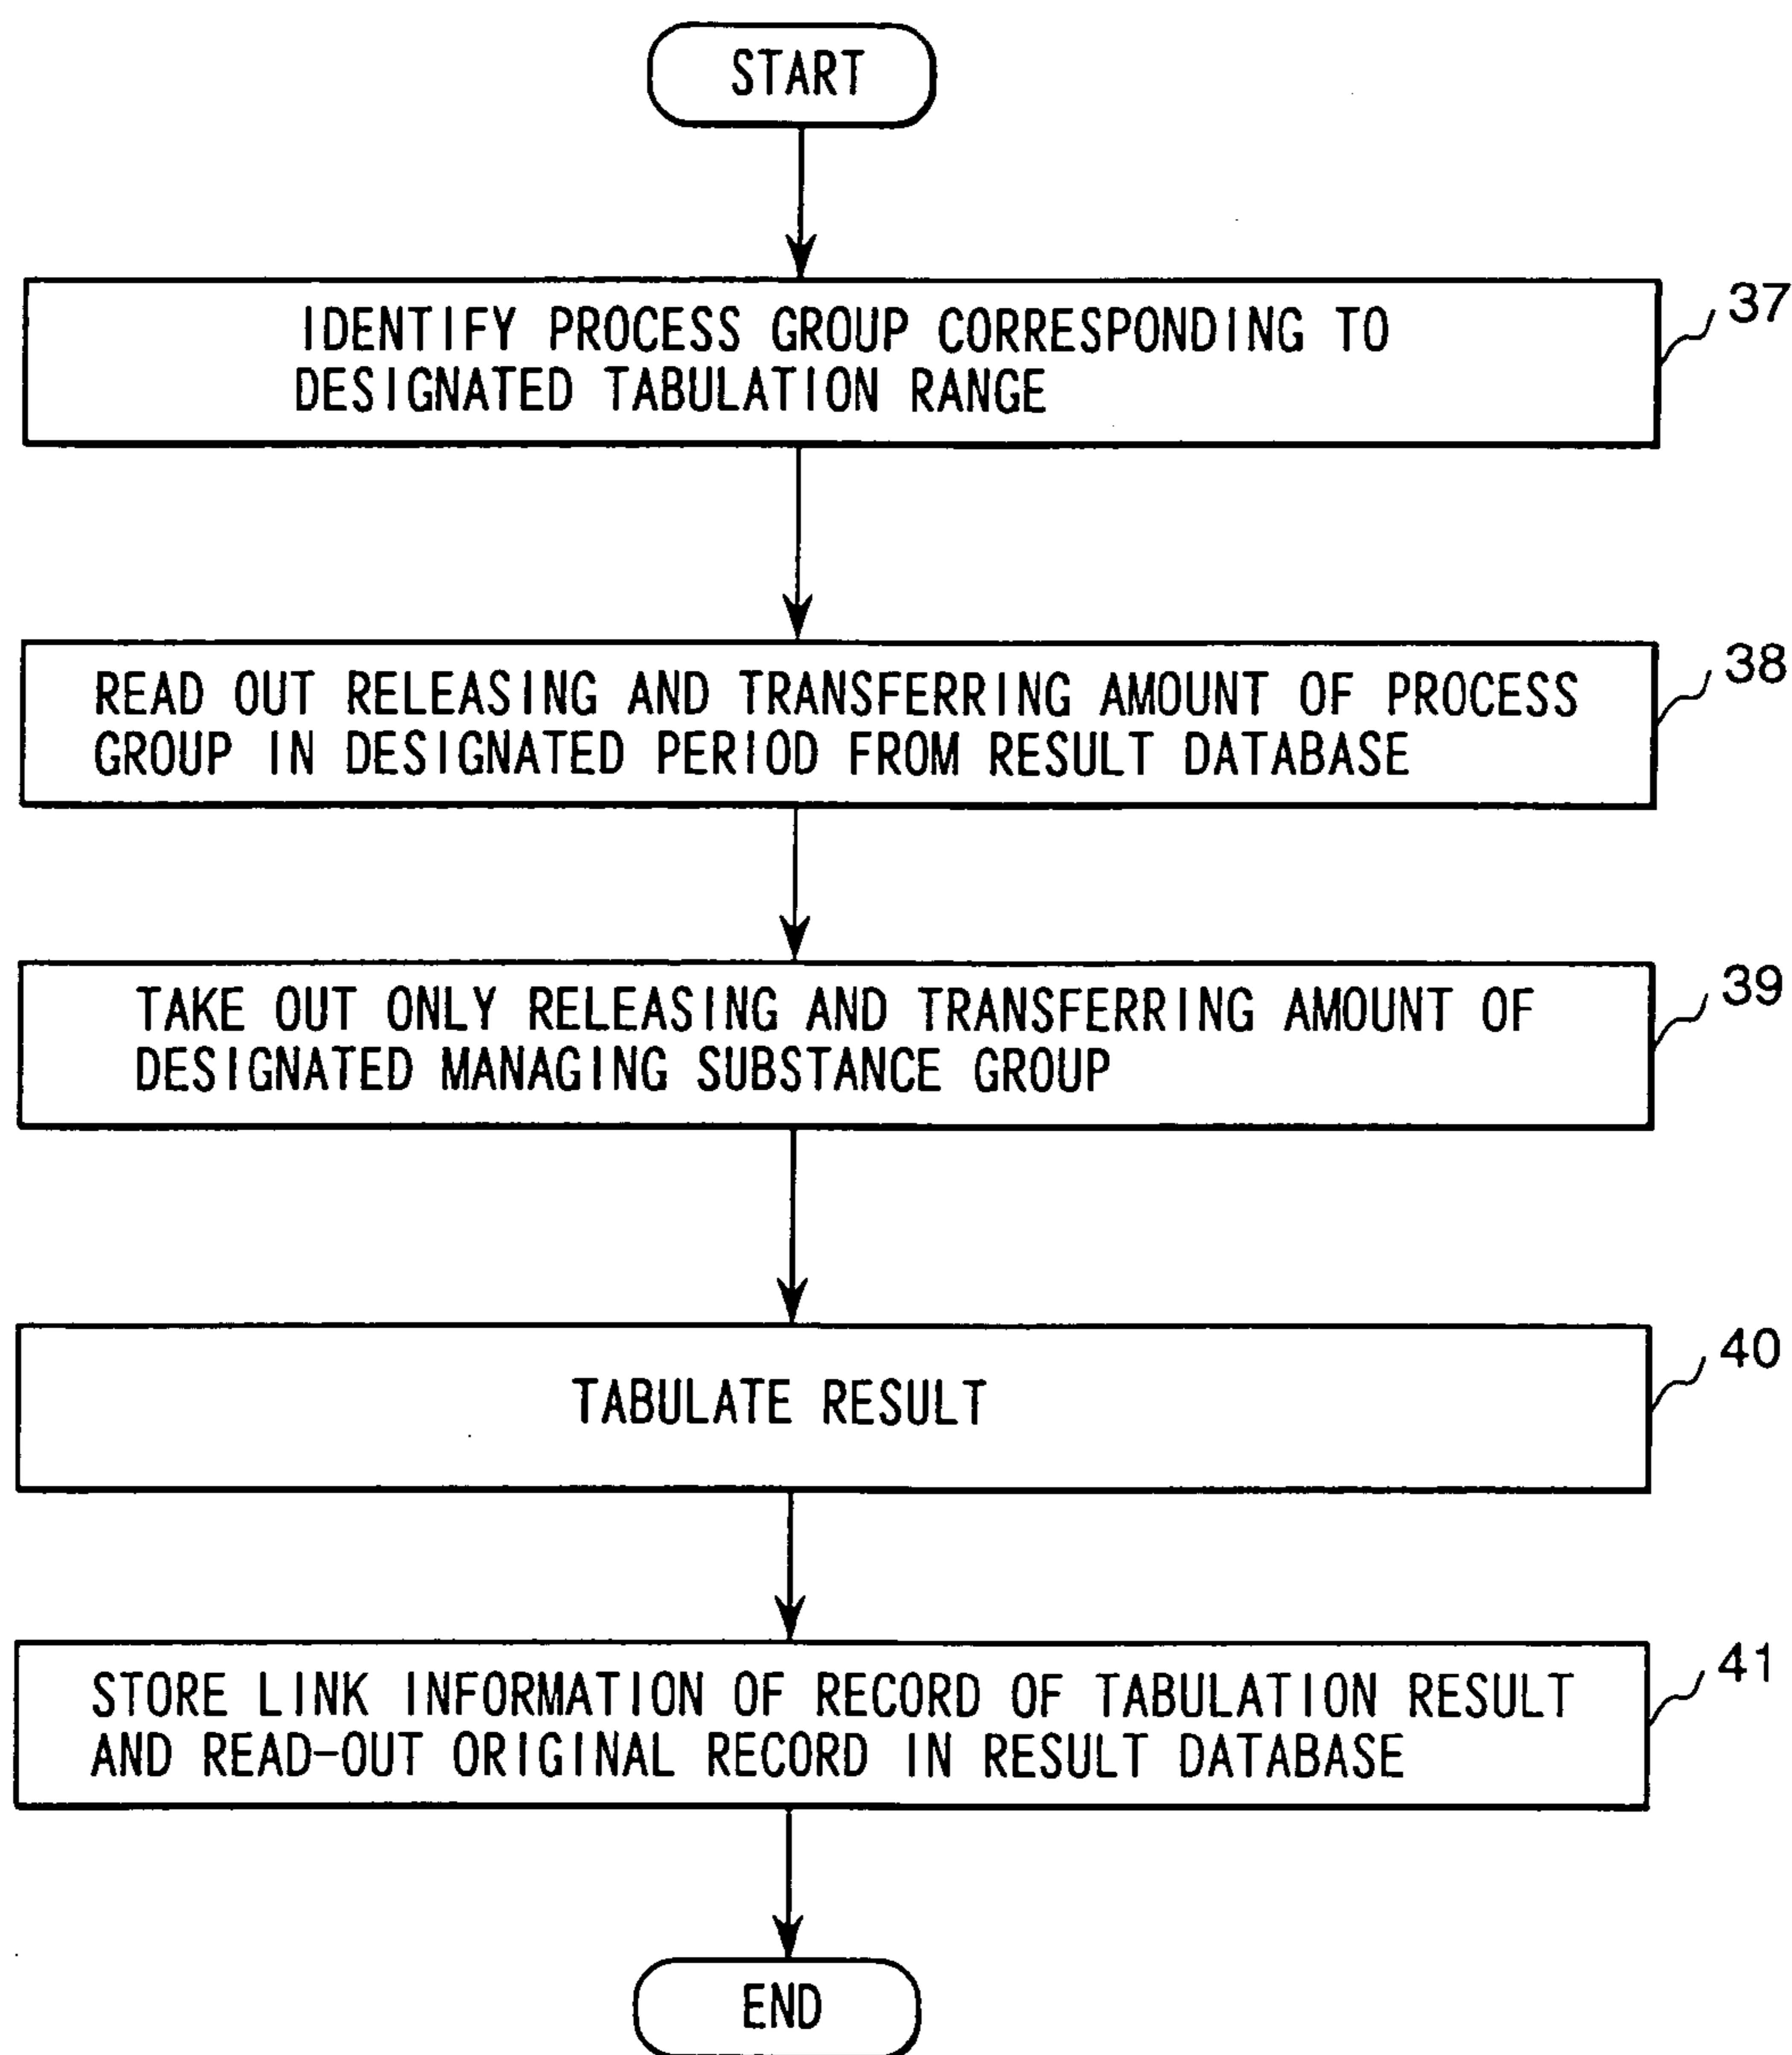 START
IDENTIFY PROCESS GROUP CORRESPONDING TO
DESIGNATED TABULATION RANGE
37
READ OUT RELEASING AND TRANSFERRING AMOUNT OF PROCESS
GROUP IN DESIGNATED PERIOD FROM RESULT DATABASE
38
TAKE OUT ONLY RELEASING AND TRANSFERRING AMOUNT OF
DESIGNATED MANAGING SUBSTANCE GROUP
39
TABULATE RESULT
40
STORE LINK INFORMATION OF RECORD OF TABULATION RESULT
AND READ-OUT ORIGINAL RECORD IN RESULT DATABASE
41
END